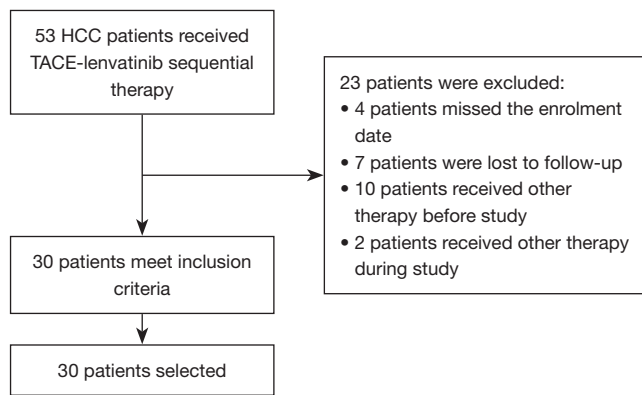 53 HCC patients received
TACE-lenvatinib sequential
therapy
23 patients were excluded:
• 4 patients missed the enrolment
date
• 7 patients were lost to follow-up
• 10 patients received other
therapy before study
• 2 patients received other therapy
during study
30 patients meet inclusion
criteria
30 patients selected